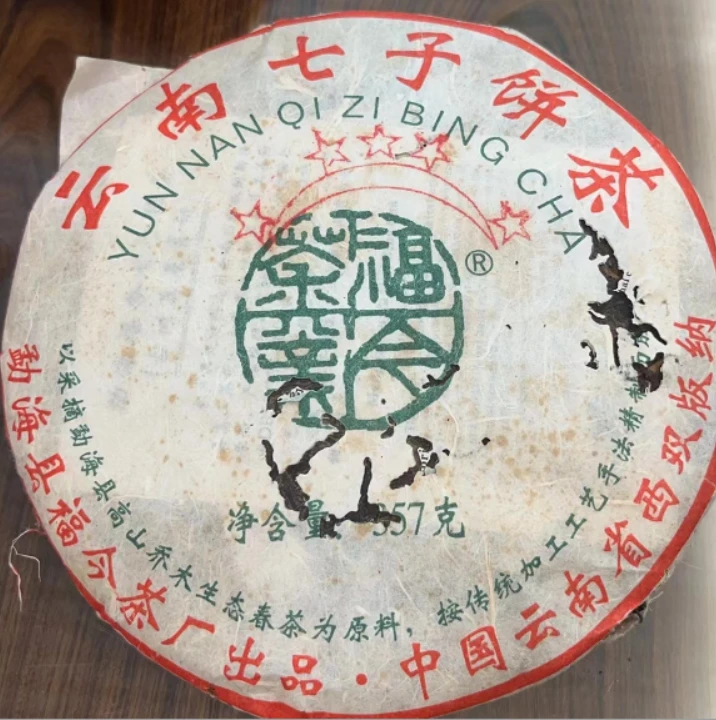 云南七子饼茶
YUN NAN QI ZI BING CHA
福今茶业
®
净含量 357克
以采摘勐海县高山乔木生态春茶为原料，按传统加工工艺手法精制而成
勐海县福今茶厂出品·中国云南省西双版纳